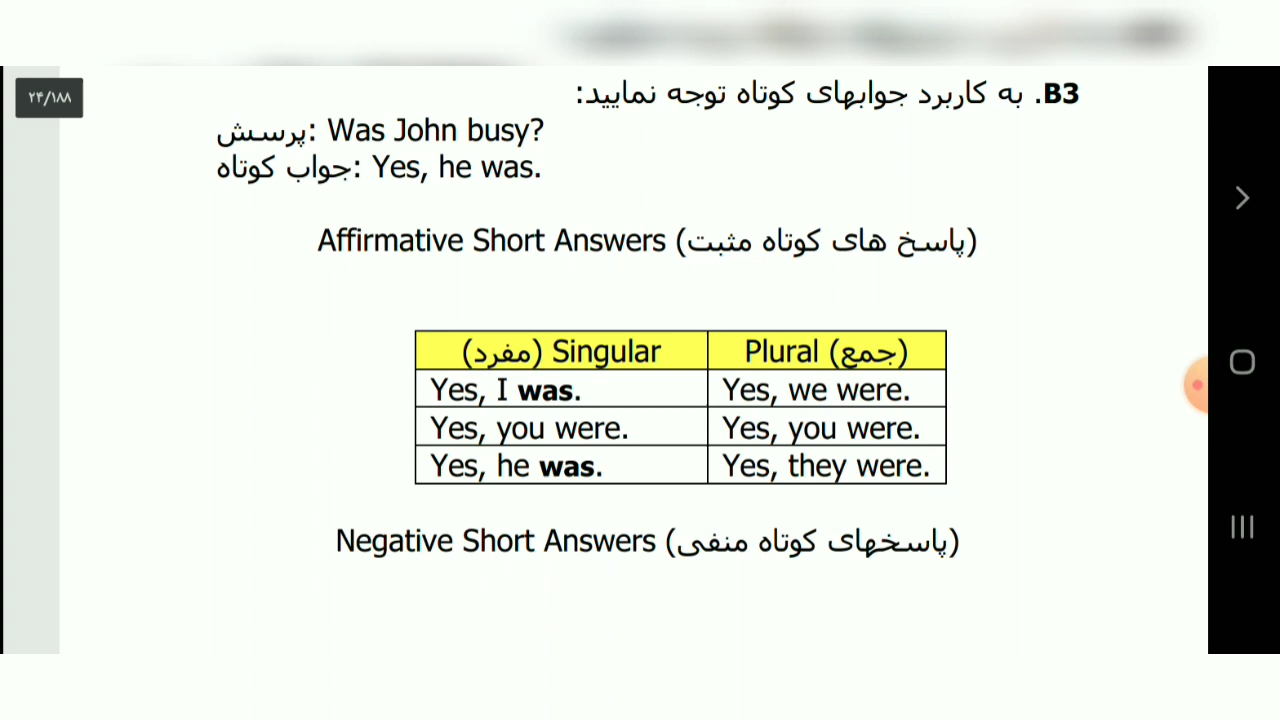 ۲۴/۱۸۸
B3. به کاربرد جوابهای کوتاه توجه نمایید:
پرسش: Was John busy?
جواب کوتاه: Yes, he was.
Affirmative Short Answers (پاسخ های کوتاه مثبت)
(مفرد) Singular
Plural (جمع)
Yes, I was.
Yes, we were.
Yes, you were.
Yes, you were.
Yes, he was.
Yes, they were.
Negative Short Answers (پاسخهای کوتاه منفی)